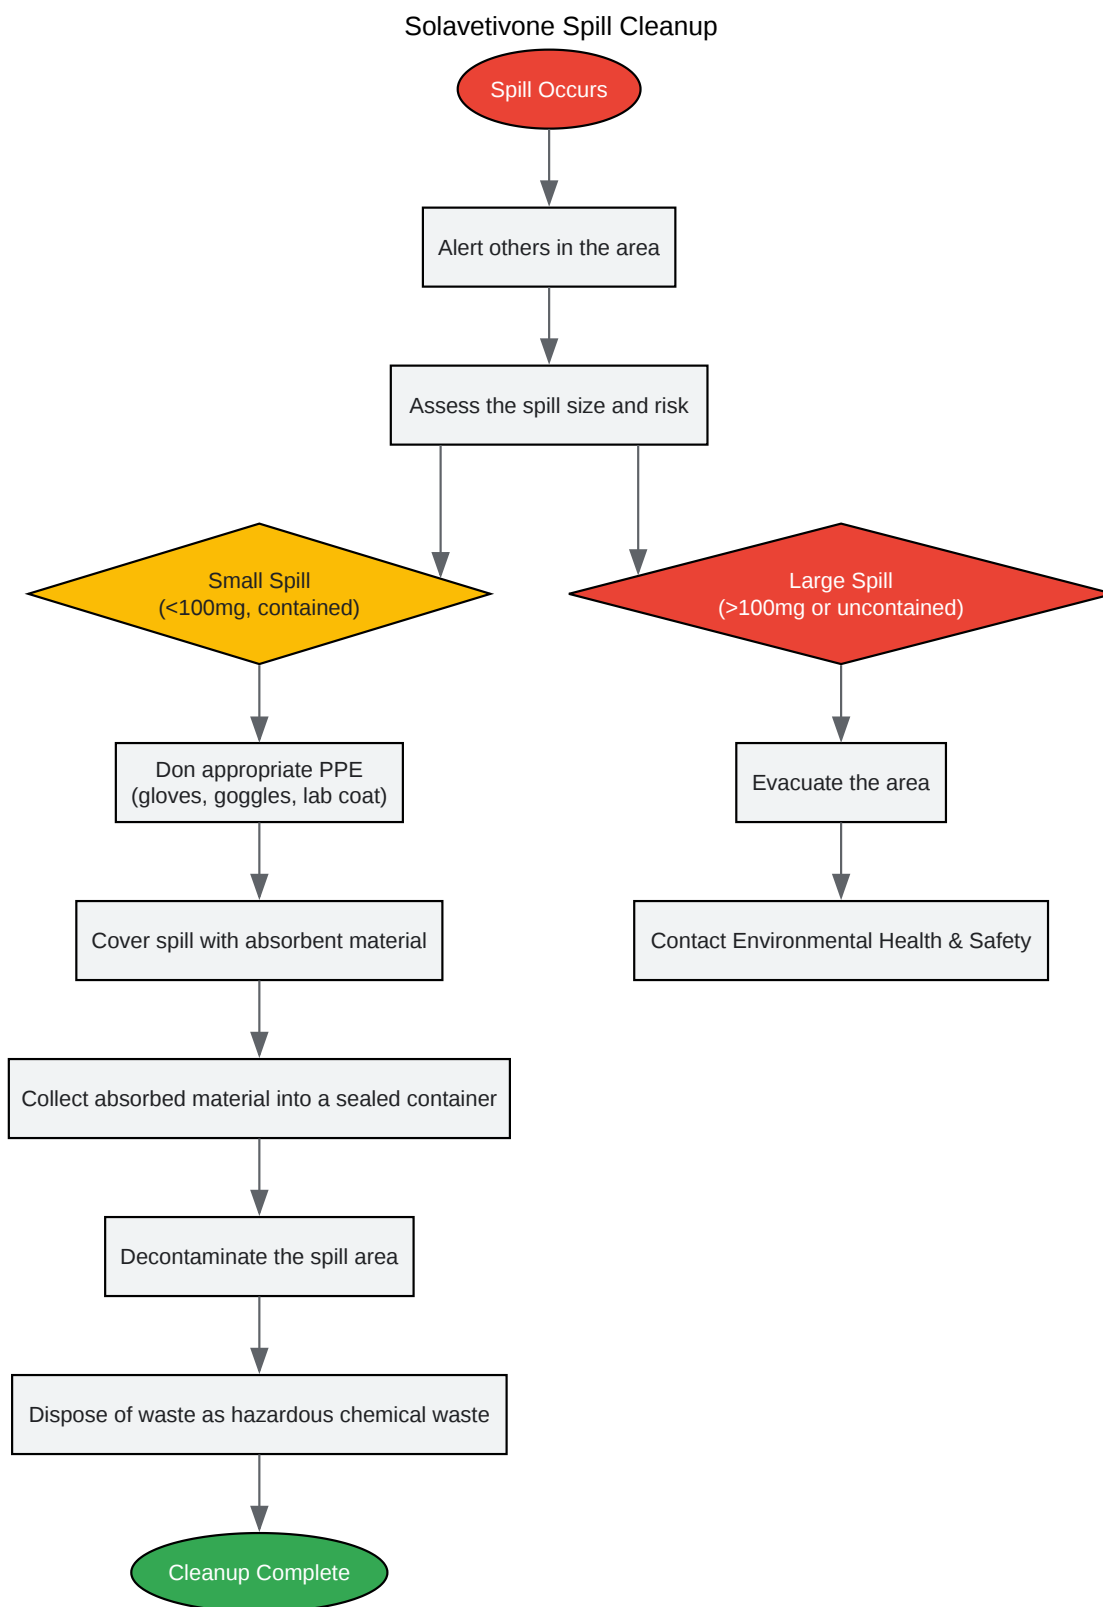 Solavetivone Spill Cleanup
Spill Occurs
Alert others in the area
Assess the spill size and risk
Small Spill
(<100mg, contained)
Large Spill
(>100mg or uncontained)
Don appropriate PPE
(gloves, goggles, lab coat)
Evacuate the area
Cover spill with absorbent material
Contact Environmental Health & Safety
Collect absorbed material into a sealed container
Decontaminate the spill area
Dispose of waste as hazardous chemical waste
Cleanup Complete